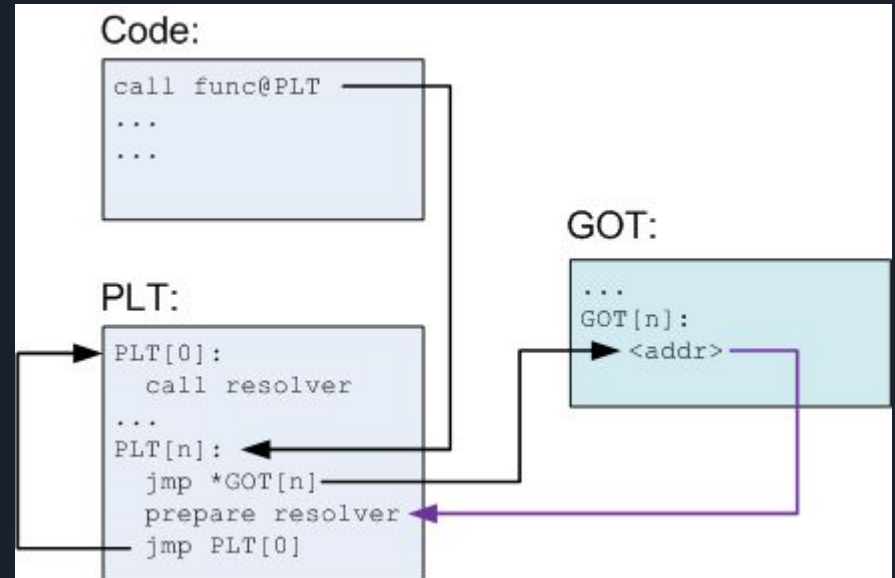 Code:
call func@PLT
...
...
PLT:
PLT[0]:
call resolver
...
PLT[n]:
jmp *GOT[n]
prepare resolver
jmp PLT[0]
GOT:
...
GOT[n]:
<addr>